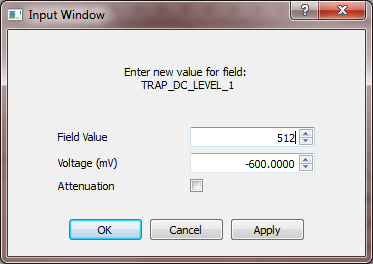 Input Window
Enter new value for field:
TRAP_DC_LEVEL_1
Field Value 512
Voltage (mV) -600.0000
Attenuation
OK Cancel Apply